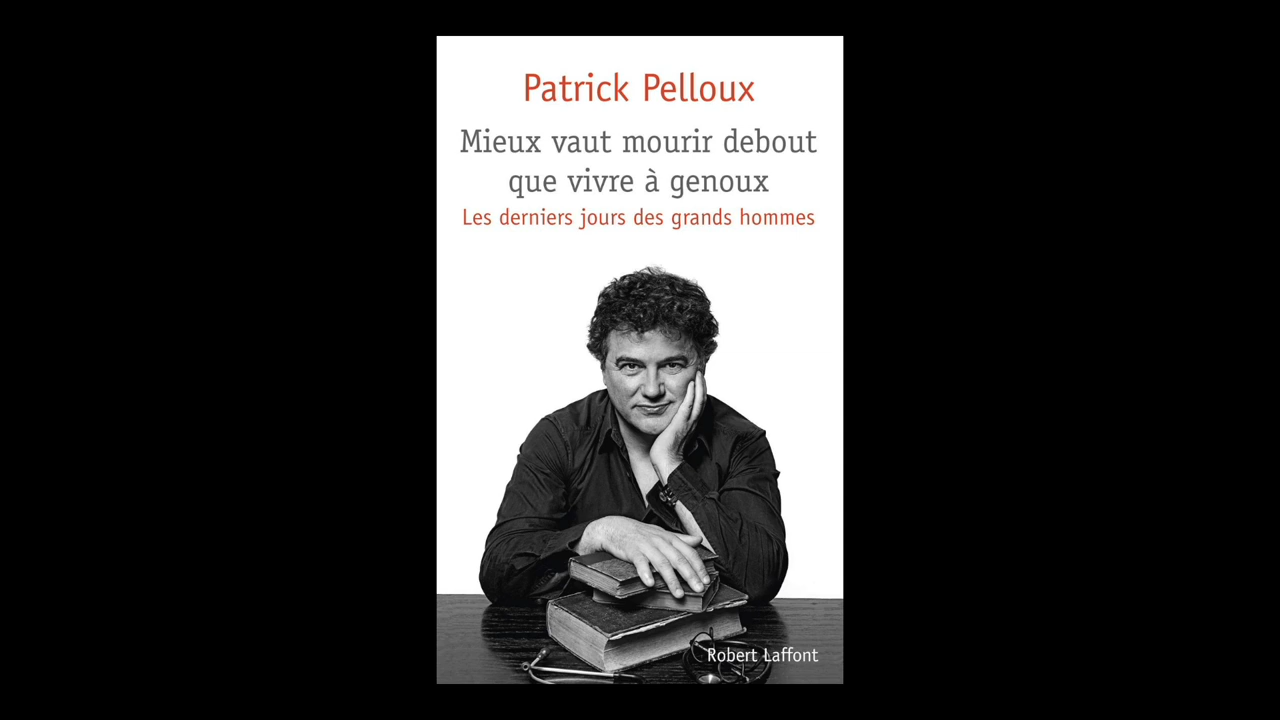 Patrick Pelloux
Mieux vaut mourir debout
que vivre à genoux
Les derniers jours des grands hommes
Robert Laffont